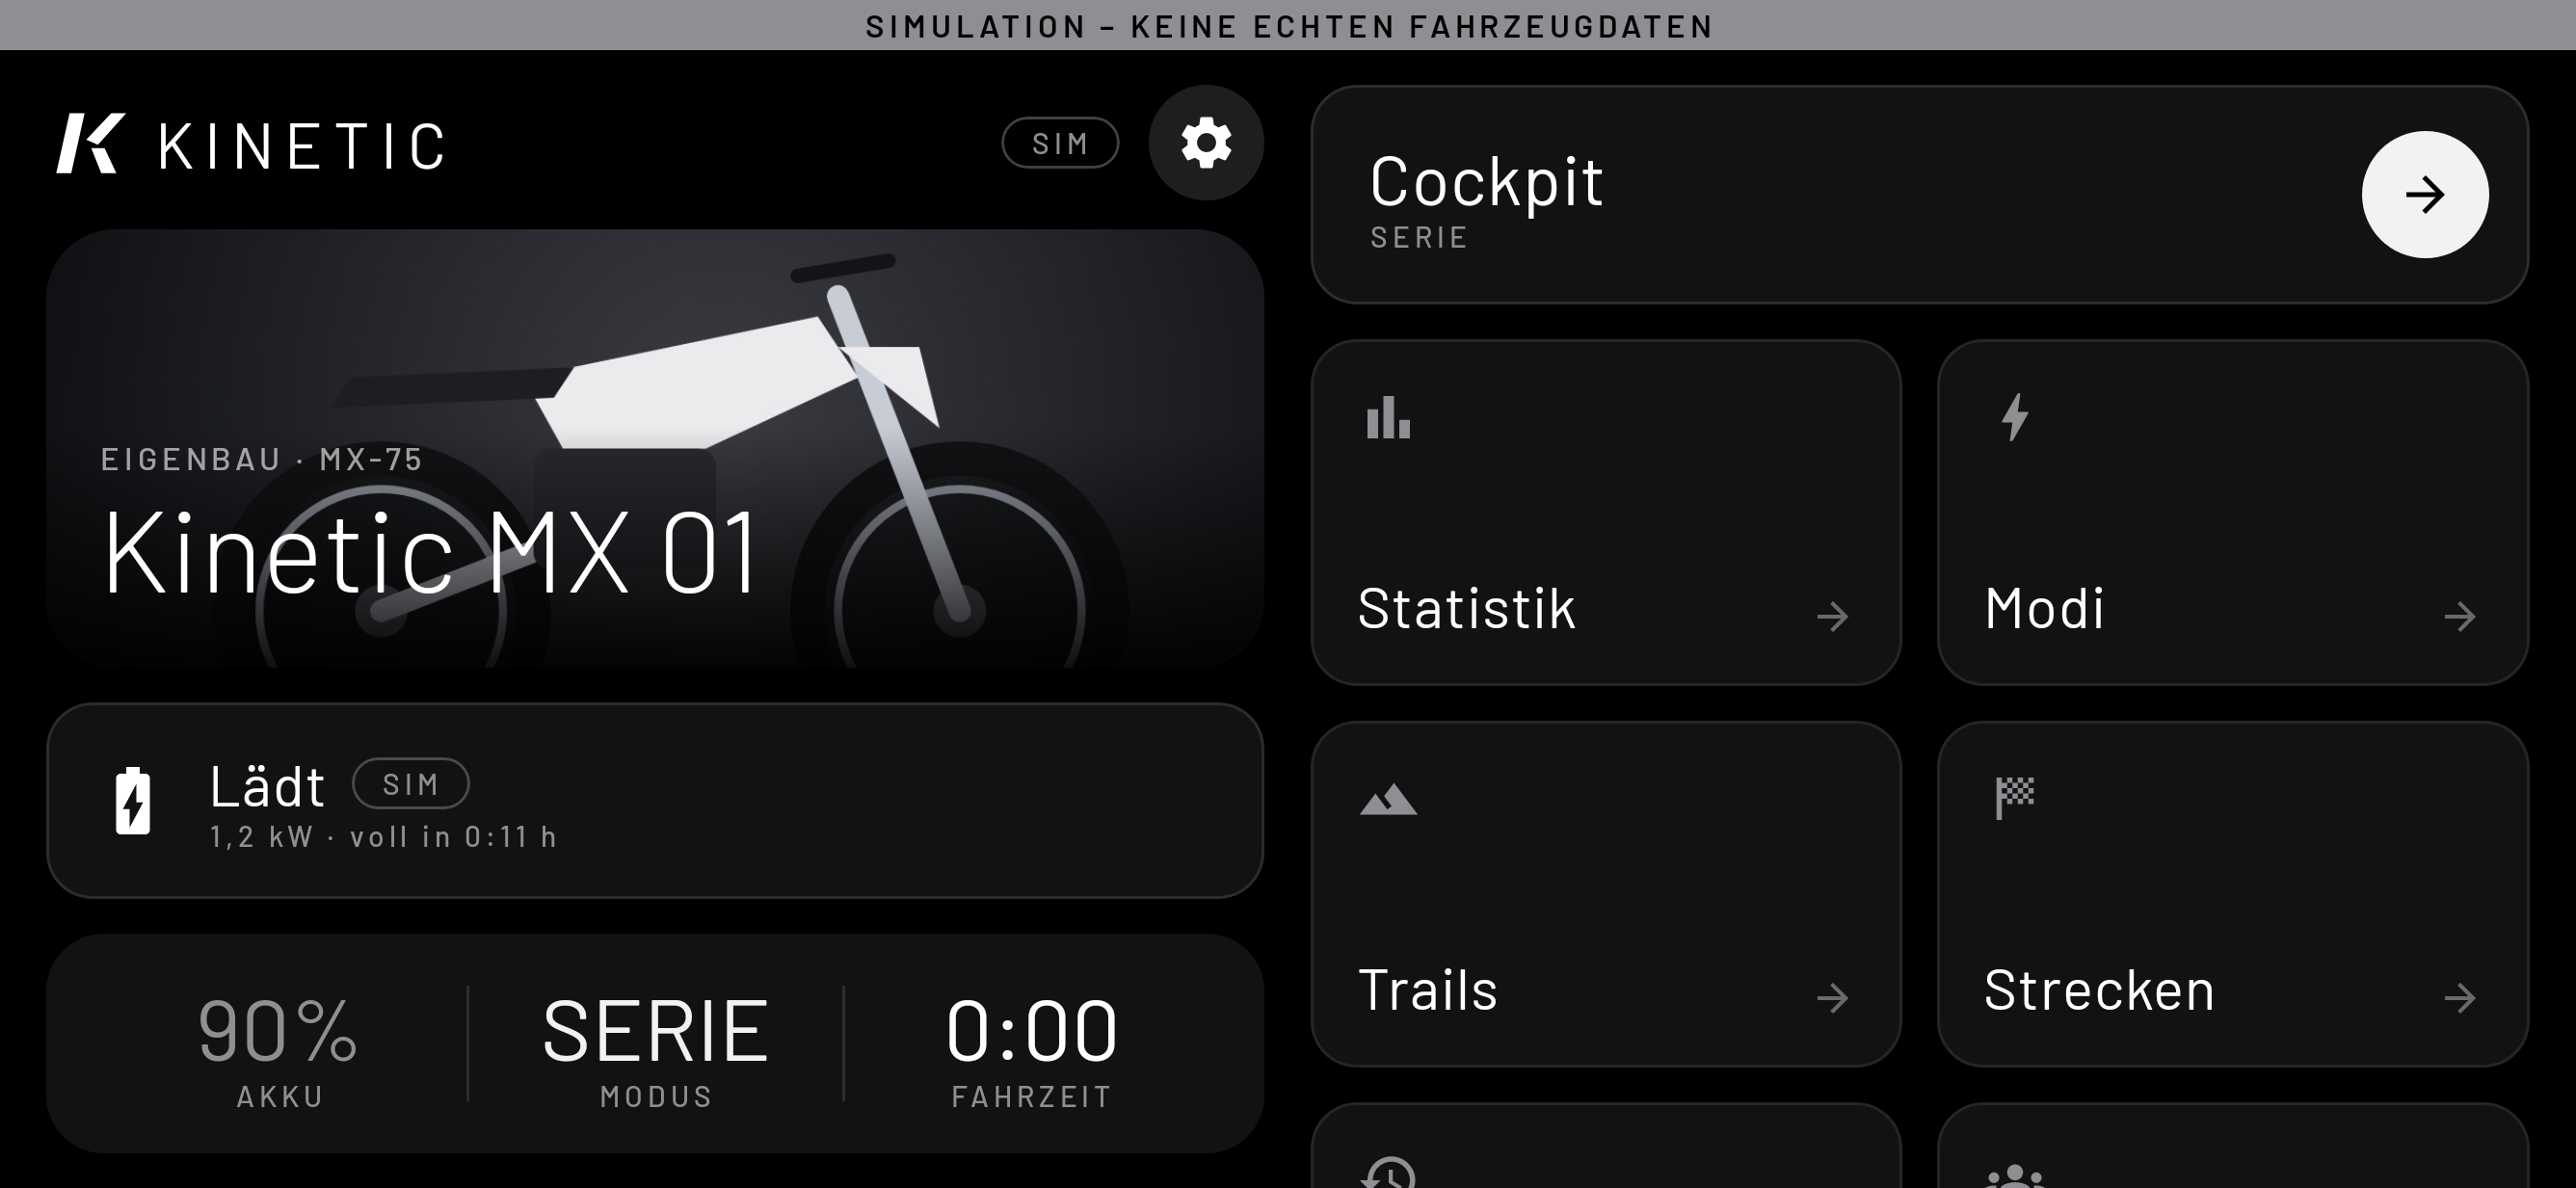 SIMULATION – KEINE ECHTEN FAHRZEUGDATEN
KINETIC
SIM
EIGENBAU · MX-75
Kinetic MX 01
Lädt
SIM
1,2 kW · voll in 0:11 h
90%
AKKU
SERIE
MODUS
0:00
FAHRZEIT
Cockpit
SERIE
Statistik
Modi
Trails
Strecken